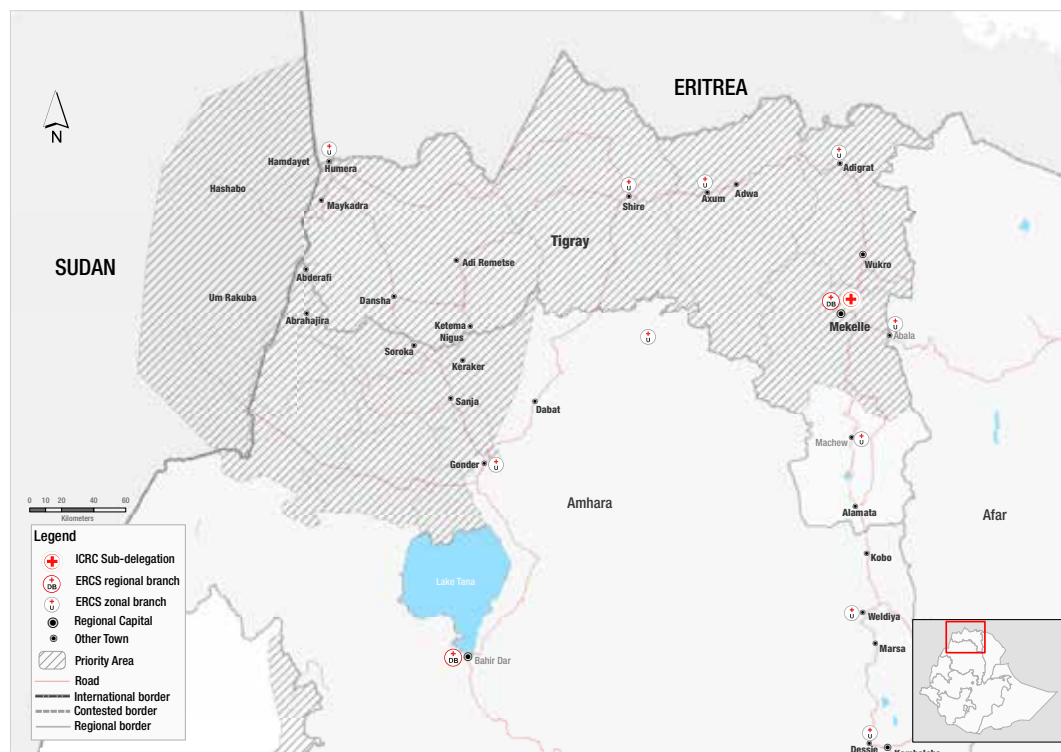 ERITREA
N
U
Hamdayet
Humera
U
Adigrat
Hashabo
Maykadra
U
Shire
U
Axum
Adwa
Tigray
SUDAN
Adi Remetse
Wukro
Abderafi
Um Rakuba
Dansha
DB
Mekelle
Abrahajira
Ketema
Nigus
U
Abala
U
Soroka
Keraker
Sanja
Dabat
Machew
U
Gonder
U
Amhara
Afar
Alamata
0 10 20 40 60
Kilometers
Kobo
Legend
ICRC Sub-delegation
DB
ERCS regional branch
U
ERCS zonal branch
Regional Capital
Other Town
Priority Area
Road
International border
Contested border
Regional border
Lake Tana
U
Weldiya
Marsa
DB
Bahir Dar
U
Dessie